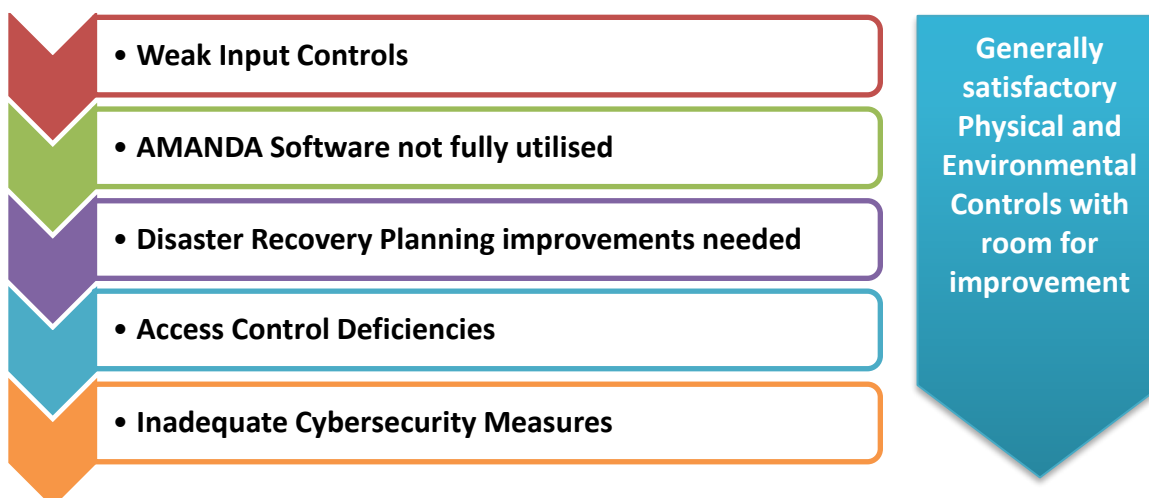 • Weak Input Controls
• AMANDA Software not fully utilised
• Disaster Recovery Planning improvements needed
• Access Control Deficiencies
• Inadequate Cybersecurity Measures
Generally
satisfactory
Physical and
Environmental
Controls with
room for
improvement